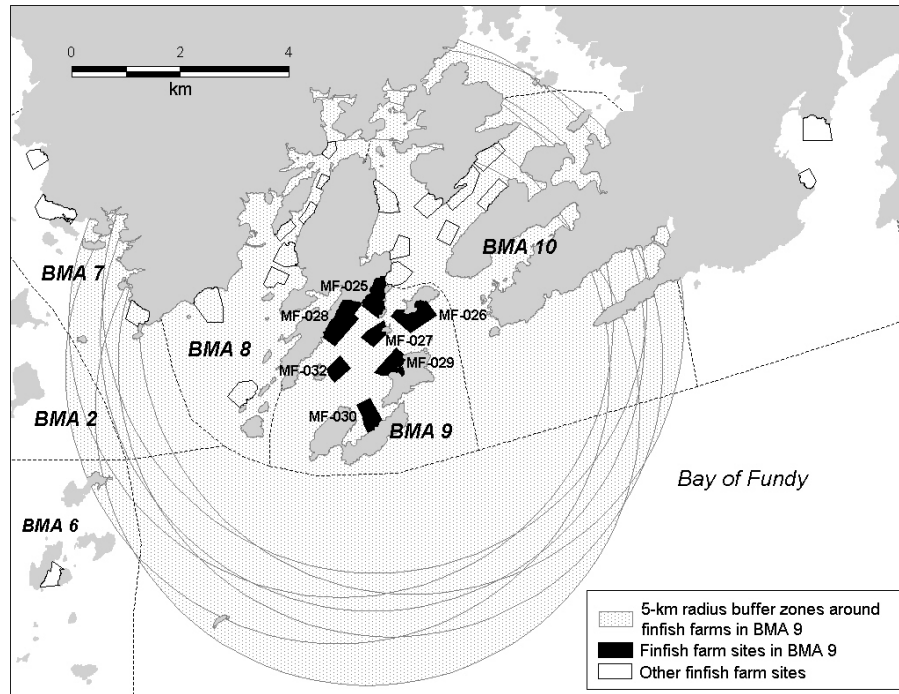 0 2 4
km
BMA 7
BMA 10
MF-025
MF-028
MF-026
MF-027
BMA 8
MF-029
MF-032
BMA 2
MF-030
BMA 9
Bay of Fundy
BMA 6
5-km radius buffer zones around
finfish farms in BMA 9
Finfish farm sites in BMA 9
Other finfish farm sites